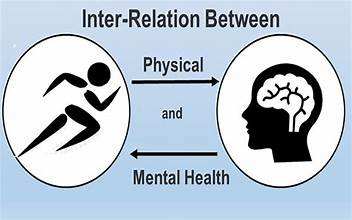 Inter-Relation Between
Physical
and
Mental Health